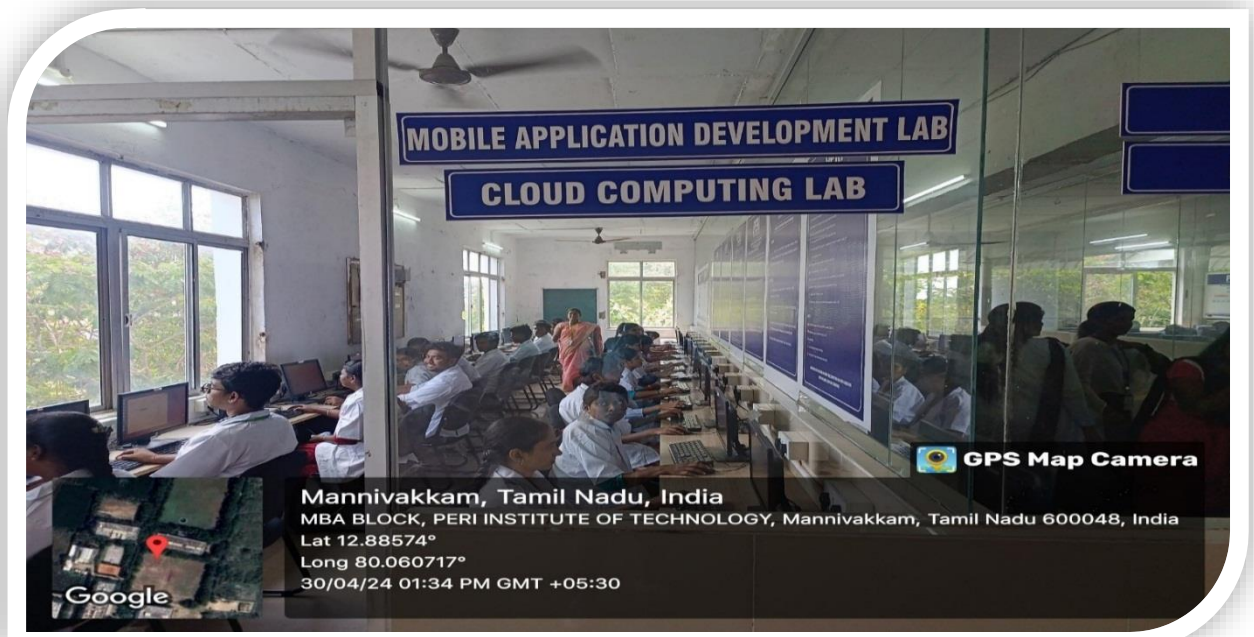 MOBILE APPLICATION DEVELOPMENT LAB
CLOUD COMPUTING LAB
GPS Map Camera
Mannivakkam, Tamil Nadu, India
MBA BLOCK, PERI INSTITUTE OF TECHNOLOGY, Mannivakkam, Tamil Nadu 600048, India
Lat 12.88574°
Long 80.060717°
30/04/24 01:34 PM GMT +05:30
Google